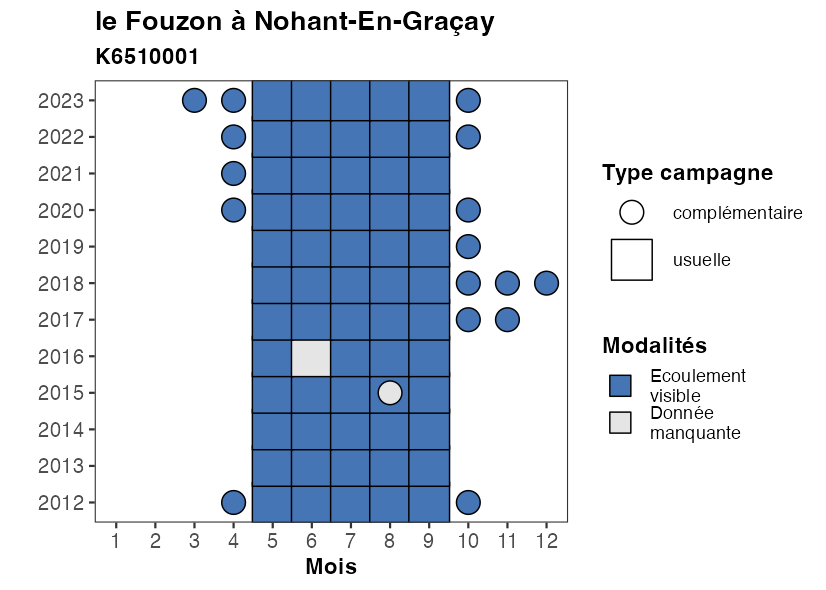 le Fouzon à Nohant-En-Graçay
K6510001
2023
2022
2021
2020
2019
2018
2017
2016
2015
2014
2013
2012
1 2 3 4 5 6 7 8 9 10 11 12
Mois
Type campagne
complémentaire
usuelle
Modalités
Ecoulement
visible
Donnée
manquante